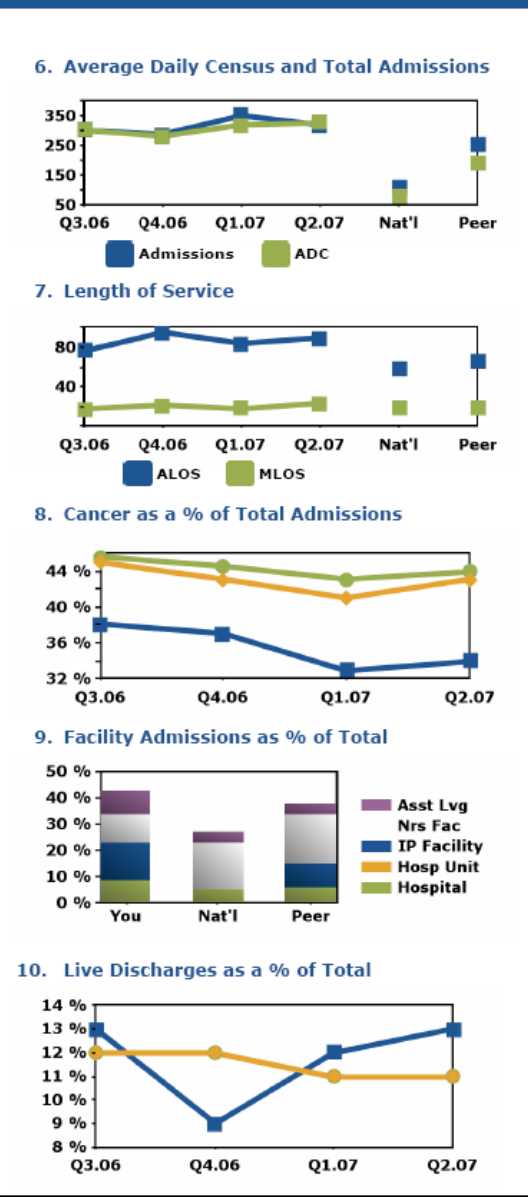 6. Average Daily Census and Total Admissions
350
250
150
50
Q3.06 Q4.06 Q1.07 Q2.07 Nat'l Peer
Admissions ADC
7. Length of Service
80
40
Q3.06 Q4.06 Q1.07 Q2.07 Nat'l Peer
ALOS MLOS
8. Cancer as a % of Total Admissions
44 %
40 %
36 %
32 %
Q3.06 Q4.06 Q1.07 Q2.07
9. Facility Admissions as % of Total
50 %
40 %
30 %
20 %
10 %
0 %
You Nat'l Peer
Asst Lvg
Nrs Fac
IP Facility
Hosp Unit
Hospital
10. Live Discharges as a % of Total
14 %
13 %
12 %
11 %
10 %
9 %
8 %
Q3.06 Q4.06 Q1.07 Q2.07